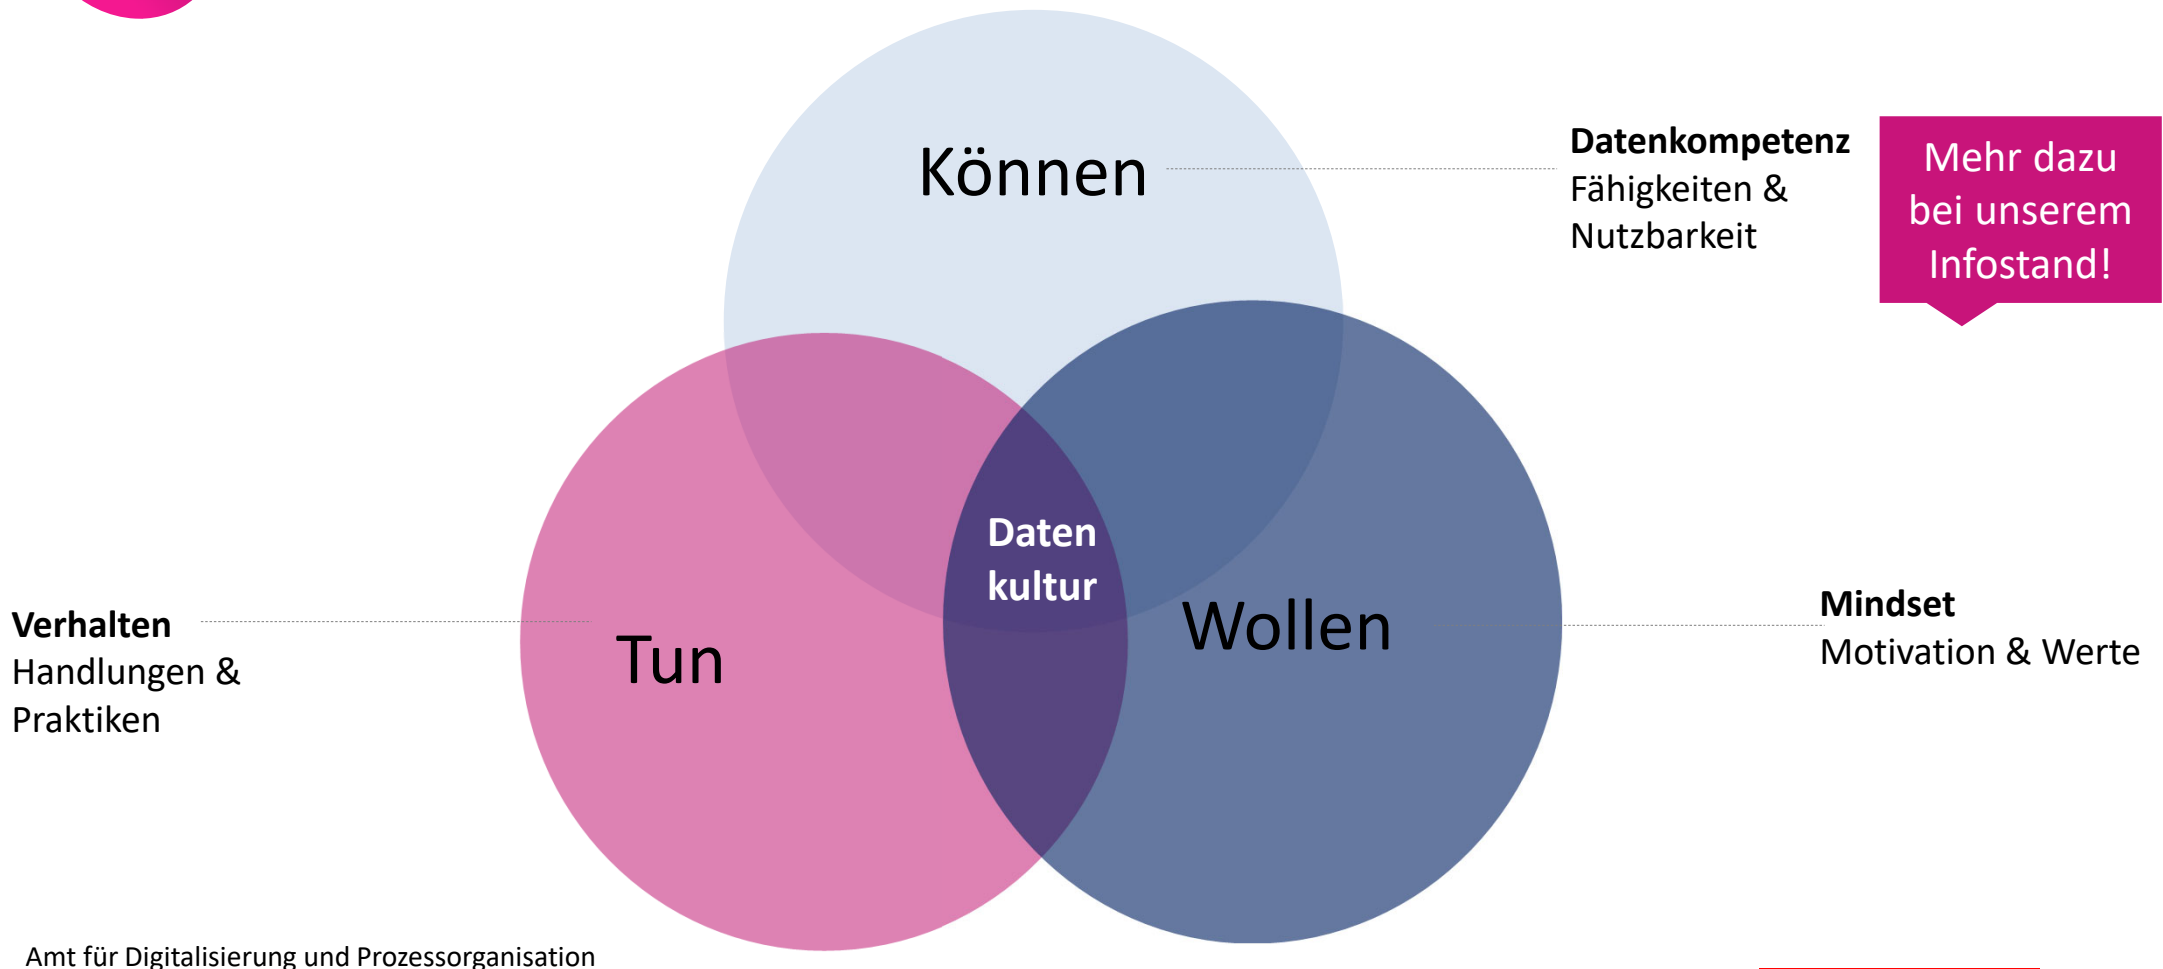 Können
Datenkompetenz
Fähigkeiten &
Nutzbarkeit
Mehr dazu
bei unserem
Infostand!
Daten
kultur
Wollen
Tun
Verhalten
Handlungen &
Praktiken
Mindset
Motivation & Werte
Amt für Digitalisierung und Prozessorganisation